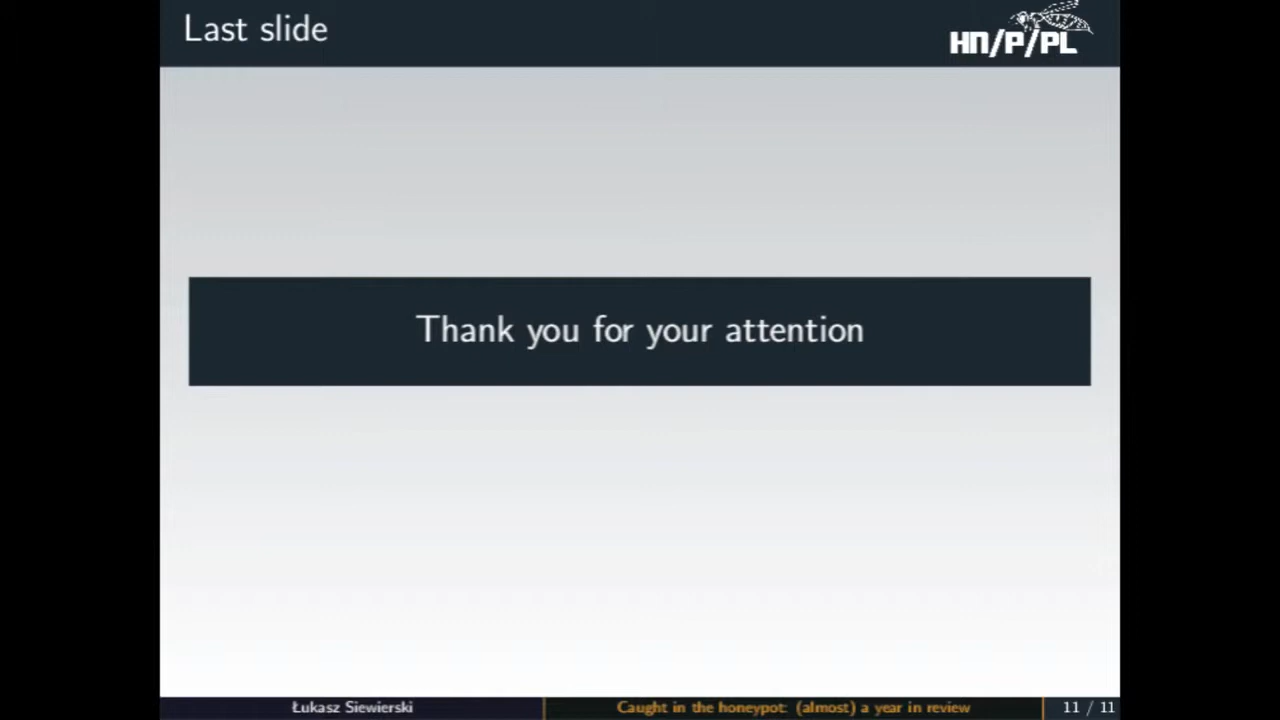 Last slide
HN/P/PL
Thank you for your attention
Łukasz Siewierski
Caught in the honeypot: (almost) a year in review
11 / 11